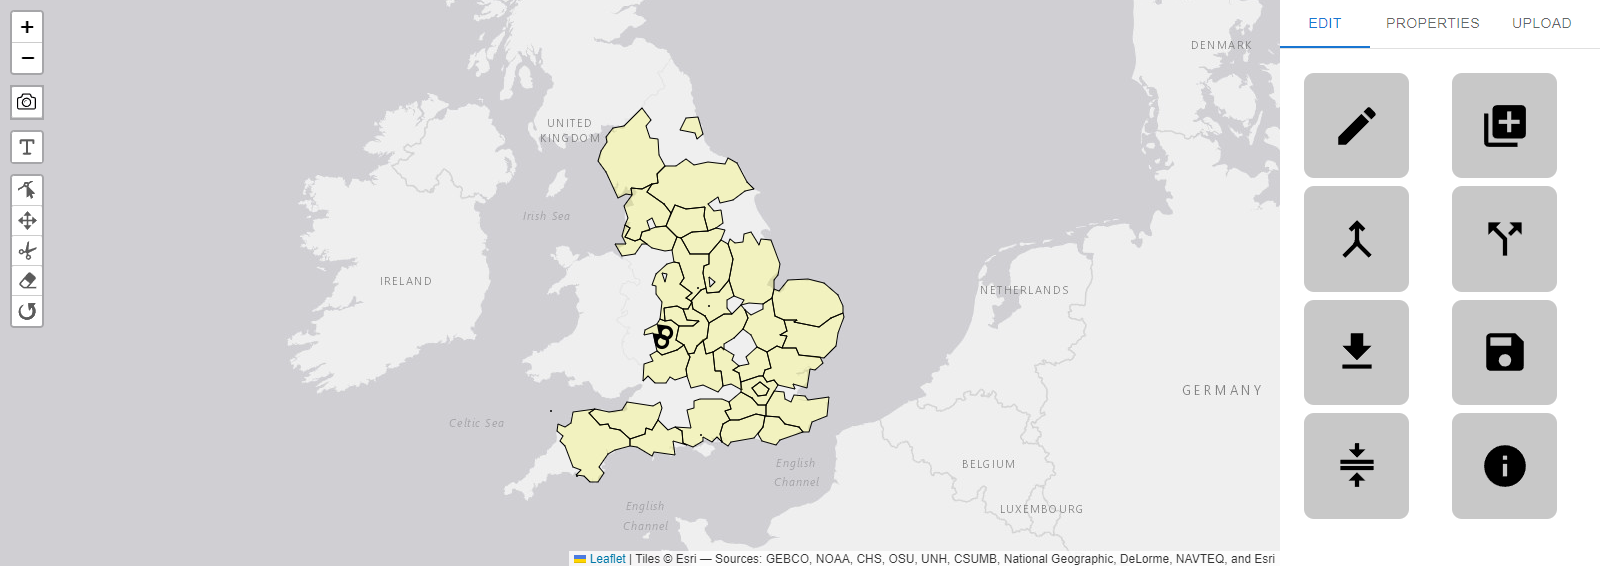 +
−
T
EDIT
PROPERTIES
UPLOAD
DENMARK
UNITED
KINGDOM
Irish Sea
IRELAND
NETHERLANDS
GERMANY
Celtic Sea
English
Channel
BELGIUM
English
Channel
LUXEMBOURG
Leaflet | Tiles © Esri — Sources: GEBCO, NOAA, CHS, OSU, UNH, CSUMB, National Geographic, DeLorme, NAVTEQ, and Esri